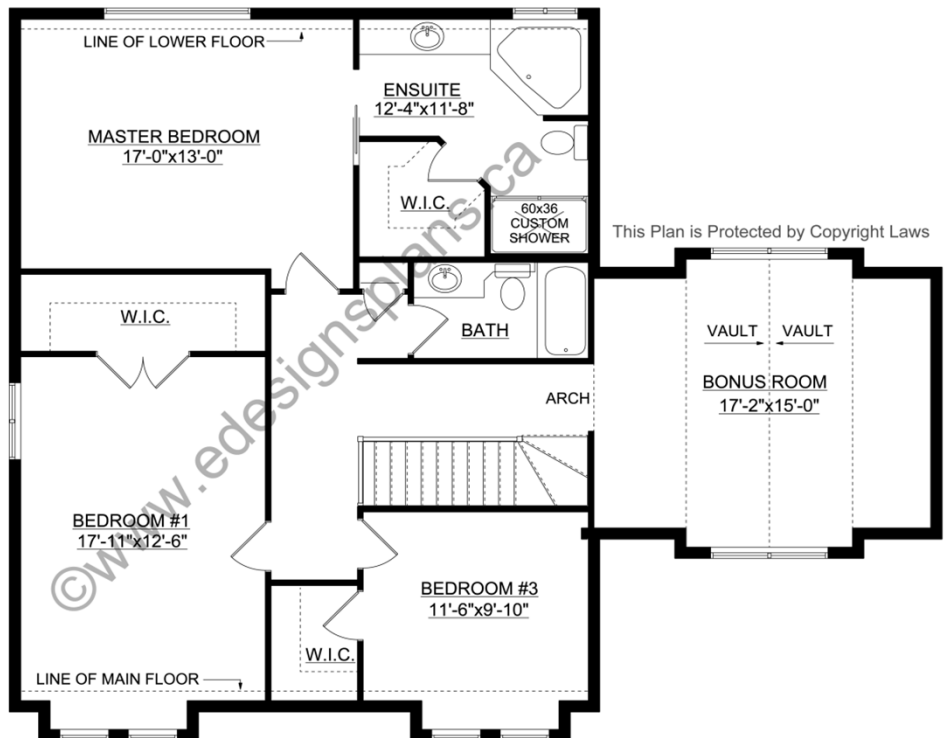 LINE OF LOWER FLOOR
ENSUITE
12'-4"x11'-8"
MASTER BEDROOM
17'-0"x13'-0"
W.I.C.
60x36
CUSTOM
SHOWER
This Plan is Protected by Copyright Laws
W.I.C.
BATH
VAULT VAULT
BONUS ROOM
17'-2"x15'-0"
ARCH
BEDROOM #1
17'-11"x12'-6"
BEDROOM #3
11'-6"x9'-10"
W.I.C.
LINE OF MAIN FLOOR
©www.edesignsplans.ca